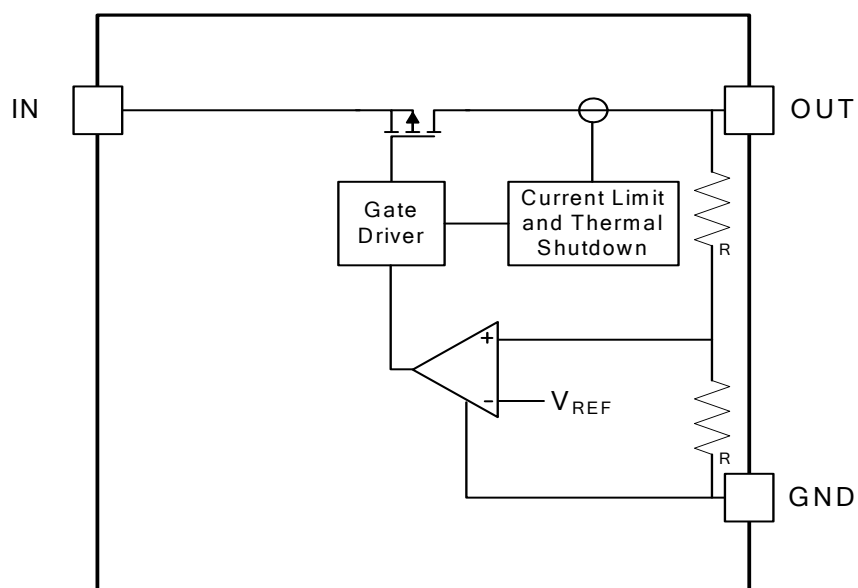 IN
OUT
Gate
Driver
Current Limit
and Thermal
Shutdown
R
+
−
VREF
R
GND